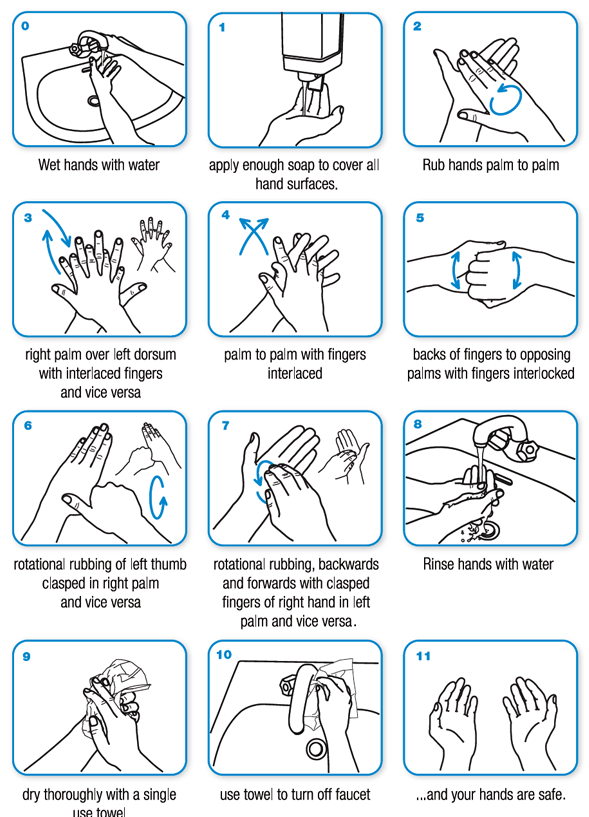 0
Wet hands with water
1
apply enough soap to cover all
hand surfaces.
2
Rub hands palm to palm
3
right palm over left dorsum
with interlaced fingers
and vice versa
4
palm to palm with fingers
interlaced
5
backs of fingers to opposing
palms with fingers interlocked
6
rotational rubbing of left thumb
clasped in right palm
and vice versa
7
rotational rubbing, backwards
and forwards with clasped
fingers of right hand in left
palm and vice versa.
8
Rinse hands with water
9
dry thoroughly with a single
use towel
10
use towel to turn off faucet
11
...and your hands are safe.